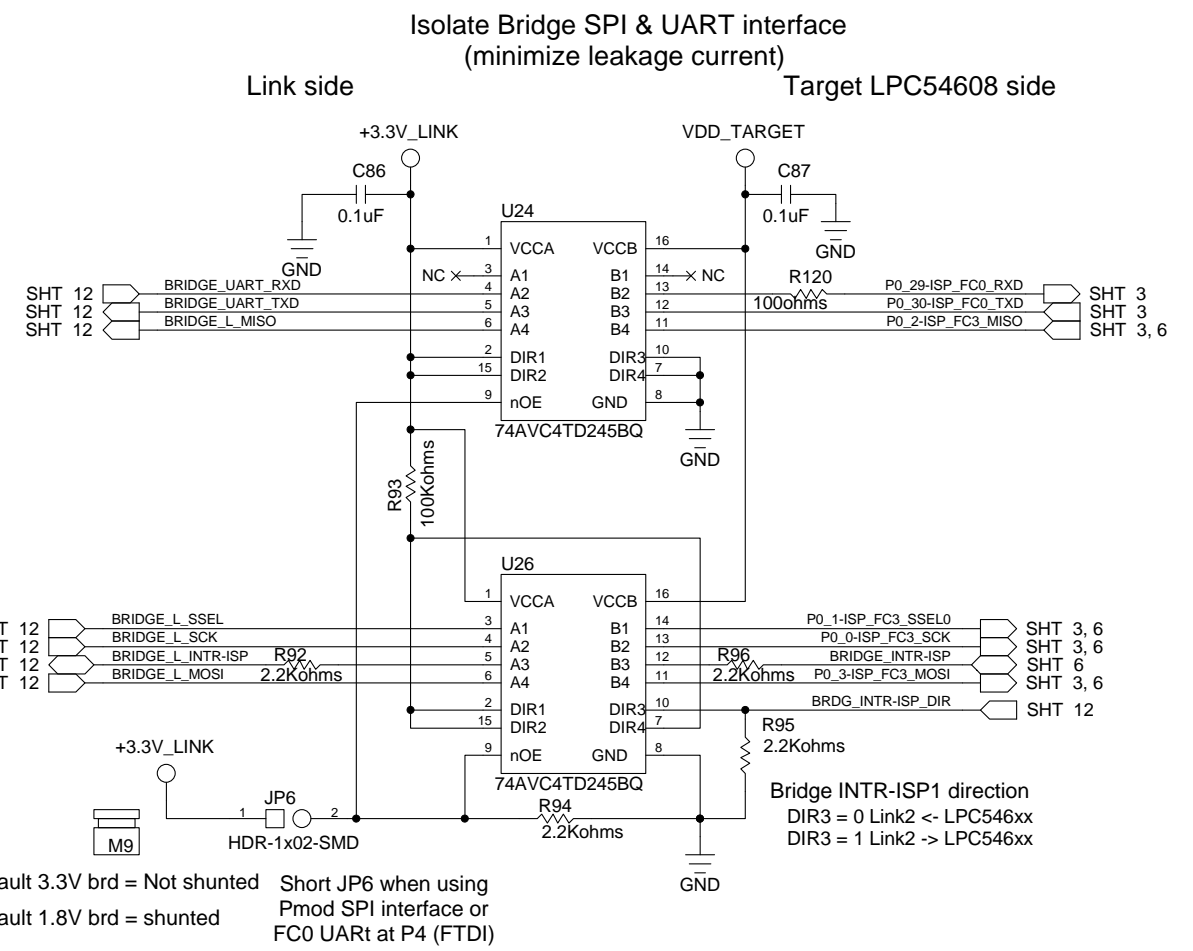 Isolate Bridge SPI & UART interface
(minimize leakage current)
Link side
Target LPC54608 side
+3.3V_LINK
VDD_TARGET
C86
0.1uF
GND
C87
0.1uF
GND
U24
1 VCCA VCCB 16
NC 3 A1 B1 14 NC
4 A2 B2 13
5 A3 B3 12
6 A4 B4 11
2 DIR1 DIR3 10
15 DIR2 DIR4 7
9 nOE GND 8
74AVC4TD245BQ
GND
R120
100ohms
SHT 12 BRIDGE_UART_RXD
SHT 12 BRIDGE_UART_TXD
SHT 12 BRIDGE_L_MISO
P0_29-ISP_FC0_RXD SHT 3
P0_30-ISP_FC0_TXD SHT 3
P0_2-ISP_FC3_MISO SHT 3, 6
R93
100Kohms
U26
1 VCCA VCCB 16
3 A1 B1 14
4 A2 B2 13
5 A3 B3 12
6 A4 B4 11
2 DIR1 DIR3 10
15 DIR2 DIR4 7
9 nOE GND 8
74AVC4TD245BQ
T 12 BRIDGE_L_SSEL
T 12 BRIDGE_L_SCK
T 12 BRIDGE_L_INTR-ISP
T 12 BRIDGE_L_MOSI
R92
2.2Kohms
R96
2.2Kohms
P0_1-ISP_FC3_SSEL0 SHT 3, 6
P0_0-ISP_FC3_SCK SHT 3, 6
BRIDGE_INTR-ISP SHT 6
P0_3-ISP_FC3_MOSI SHT 3, 6
BRDG_INTR-ISP_DIR SHT 12
R95
2.2Kohms
+3.3V_LINK
JP6
1 2
HDR-1x02-SMD
M9
R94
2.2Kohms
GND
Bridge INTR-ISP1 direction
DIR3 = 0 Link2 <- LPC546xx
DIR3 = 1 Link2 -> LPC546xx
ault 3.3V brd = Not shunted
ault 1.8V brd = shunted
Short JP6 when using
Pmod SPI interface or
FC0 UARt at P4 (FTDI)